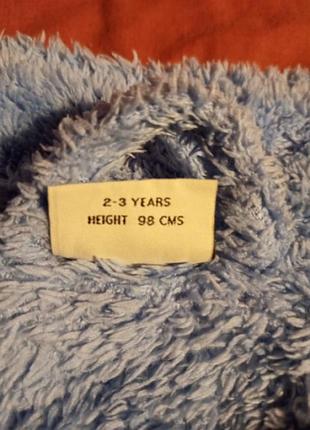 2-3 YEARS
HEIGHT 98 CMS